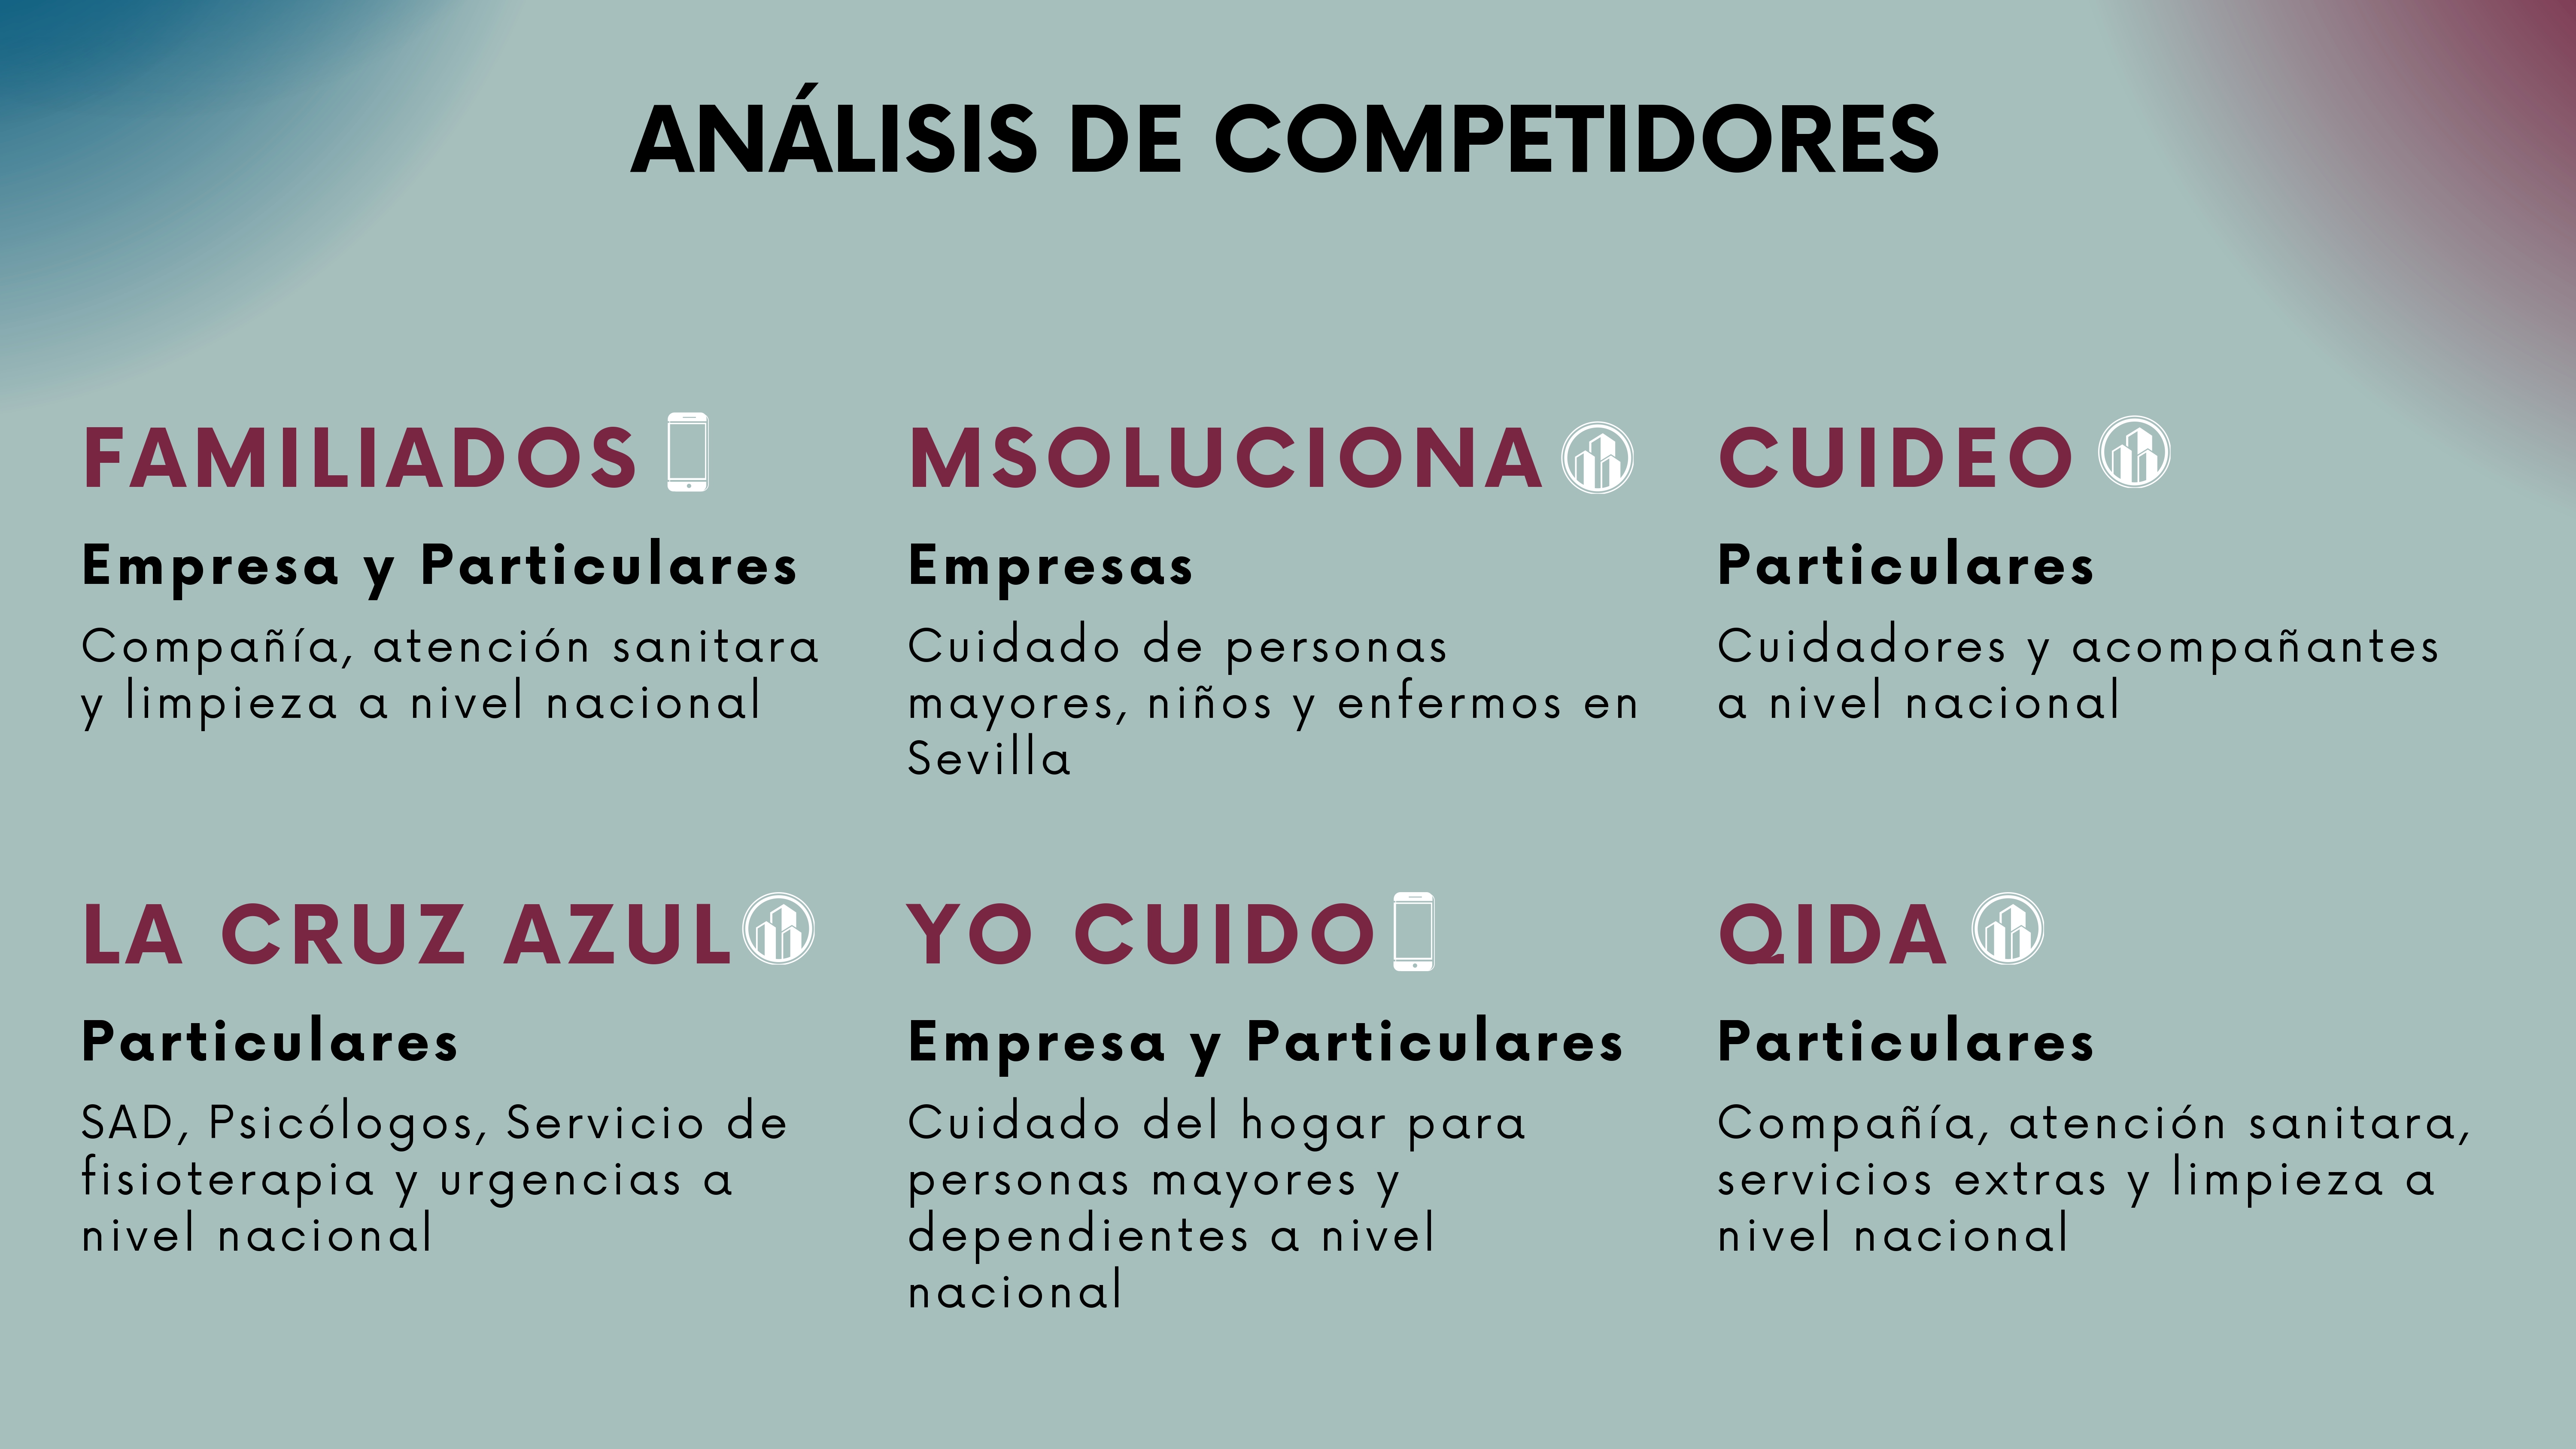 ANÁLISIS DE COMPETIDORES
FAMILIADOS
Empresa y Particulares
Compañía, atención sanitara
y limpieza a nivel nacional
MSOLUCIONA
Empresas
Cuidado de personas
mayores, niños y enfermos en
Sevilla
CUIDEO
Particulares
Cuidadores y acompañantes
a nivel nacional
LA CRUZ AZUL
Particulares
SAD, Psicólogos, Servicio de
fisioterapia y urgencias a
nivel nacional
YO CUIDO
Empresa y Particulares
Cuidado del hogar para
personas mayores y
dependientes a nivel
nacional
QIDA
Particulares
Compañía, atención sanitara,
servicios extras y limpieza a
nivel nacional